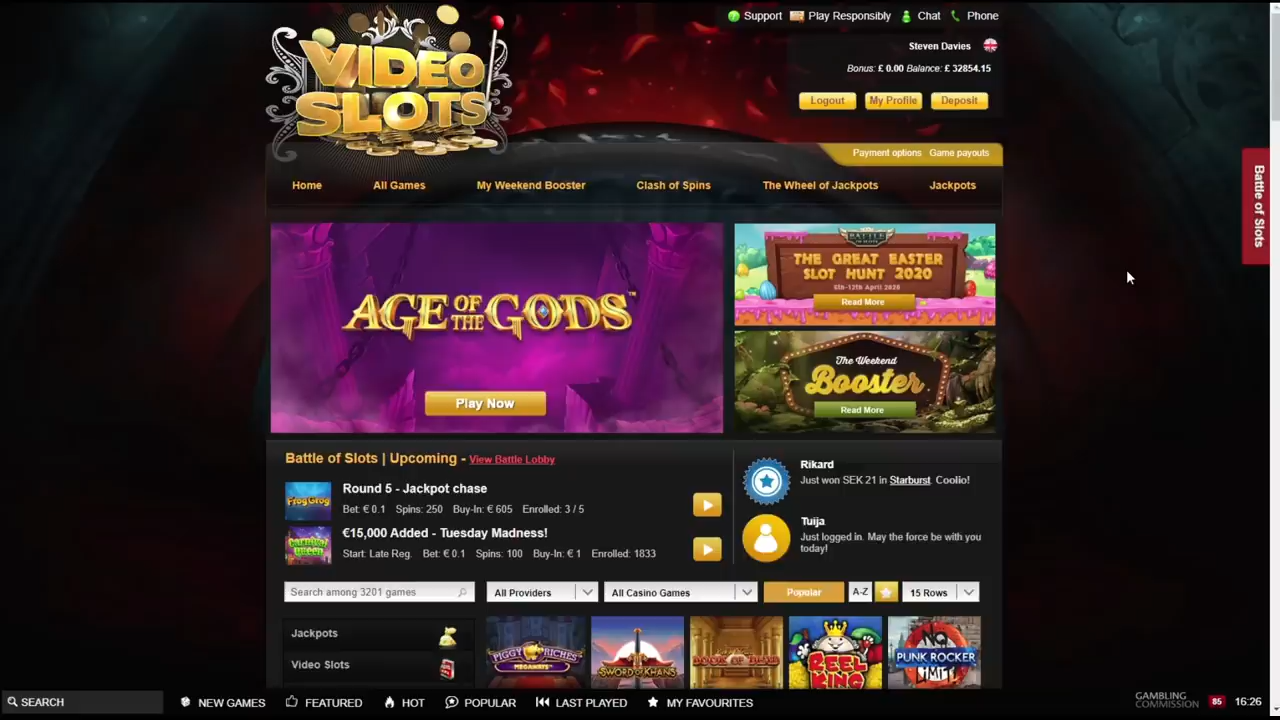 Support Play Responsibly Chat Phone
VIDEO
SLOTS
Steven Davies
Bonus: £ 0.00 Balance: £ 32854.15
Logout My Profile Deposit
Payment options Game payouts
Home All Games My Weekend Booster Clash of Spins The Wheel of Jackpots Jackpots
Battle of Slots
AGE OF THE GODS™
Play Now
BATTLE
THE GREAT EASTER
SLOT HUNT 2020
6th-13th April 2020
Read More
The Weekend
Booster
Read More
Battle of Slots | Upcoming - View Battle Lobby
Round 5 - Jackpot chase
Bet: € 0.1 Spins: 250 Buy-In: € 605 Enrolled: 3 / 5
€15,000 Added - Tuesday Madness!
Start: Late Reg. Bet: € 0.1 Spins: 100 Buy-In: € 1 Enrolled: 1833
FrogGrog
Rikard
Just won SEK 21 in Starburst. Coolio!
Tuija
Just logged in. May the force be with you
today!
Search among 3201 games All Providers All Casino Games Popular A-Z 15 Rows
Jackpots
Video Slots
PIGGY RICHES
MEGAWAYS
SWORD OF KHANS
BOOK OF DEAD
REEL
KING
PUNK ROCKER
SEARCH NEW GAMES FEATURED HOT POPULAR LAST PLAYED MY FAVOURITES
GAMBLING
COMMISSION
85 16:26